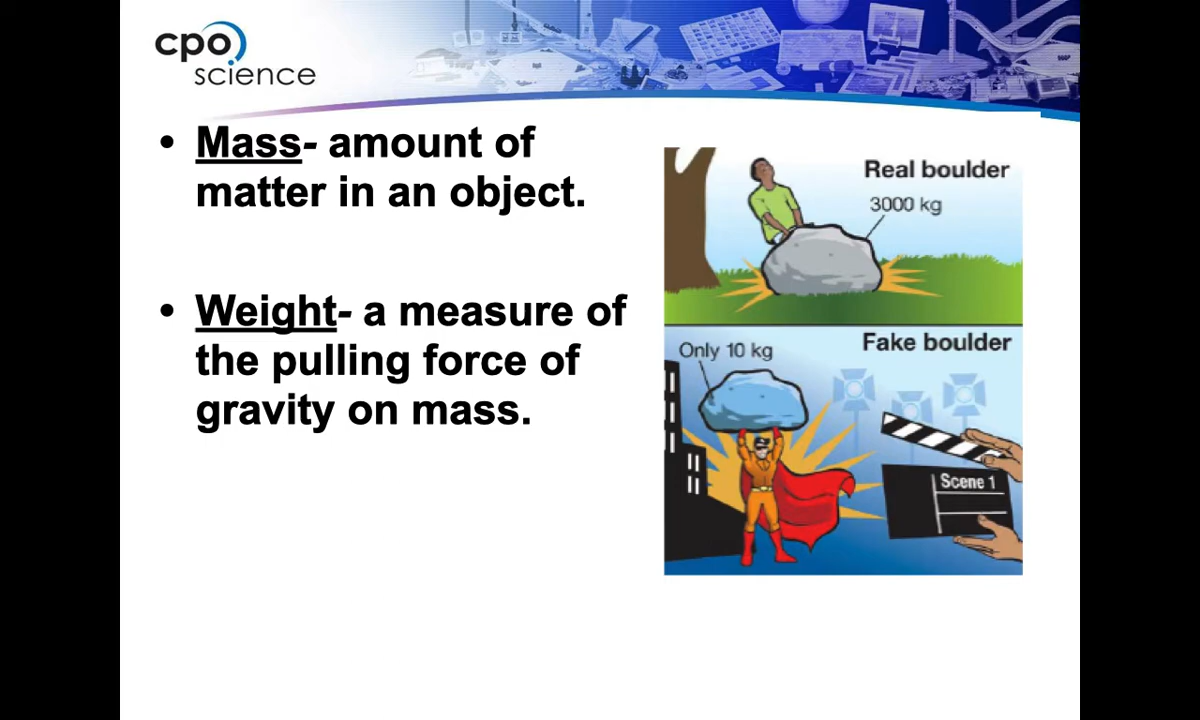 cpo
science
• Mass- amount of
matter in an object.
• Weight- a measure of
the pulling force of
gravity on mass.
Real boulder
3000 kg
Fake boulder
Only 10 kg
Scene 1